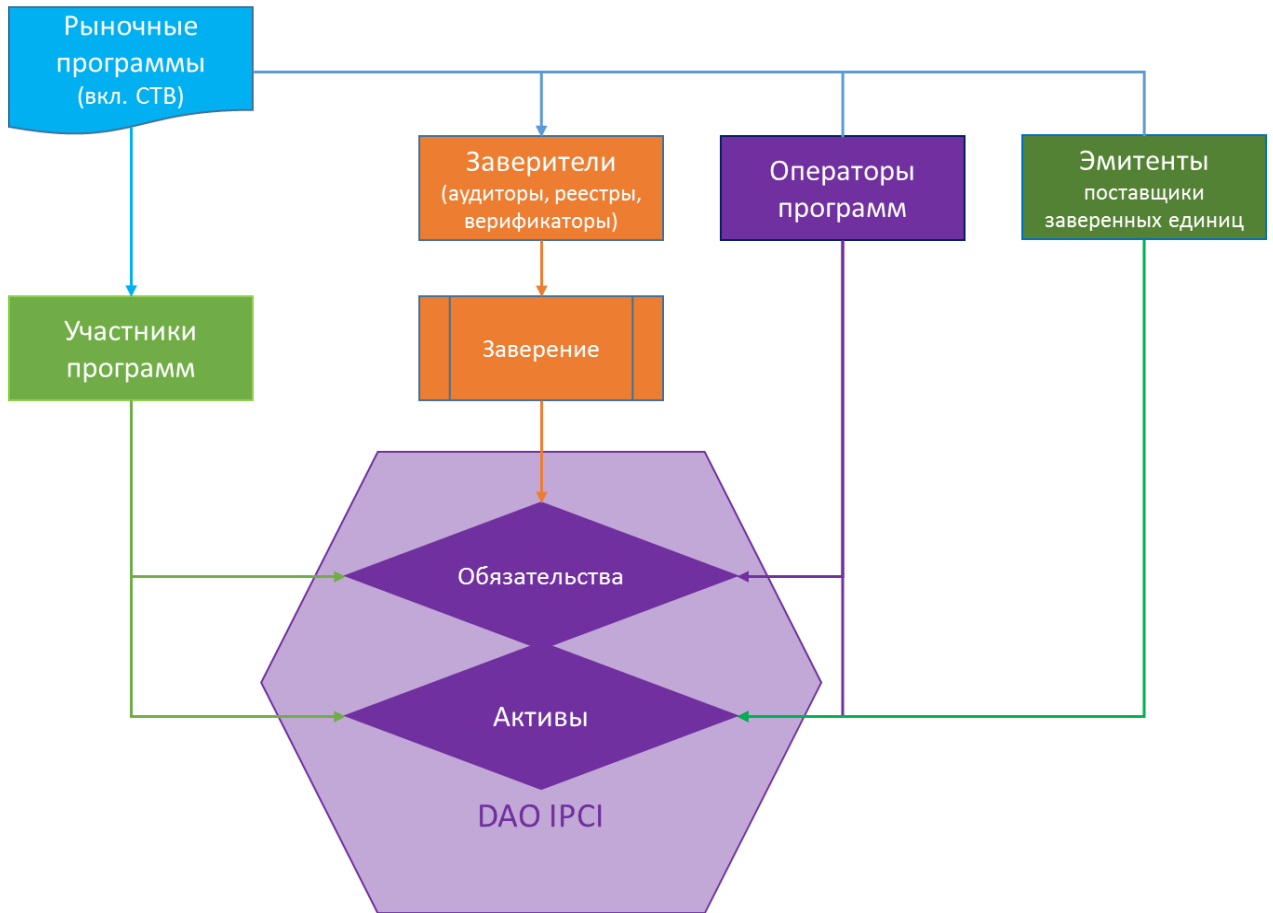 Рыночные
программы
(вкл. СТВ)
Заверители
(аудиторы, реестры,
верификаторы)
Операторы
программ
Эмитенты
поставщики
заверенных единиц
Участники
программ
Заверение
Обязательства
Активы
DAO IPCI